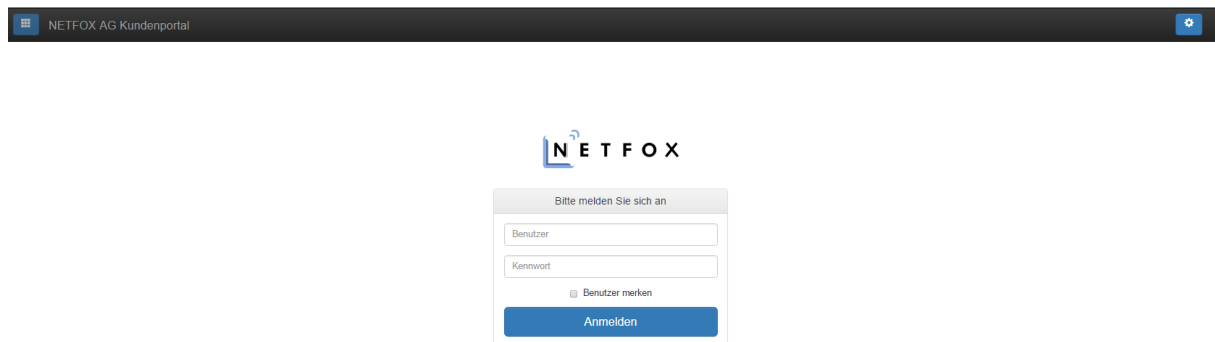 NETFOX AG Kundenportal
NETFOX
Bitte melden Sie sich an
Benutzer
Kennwort
Benutzer merken
Anmelden